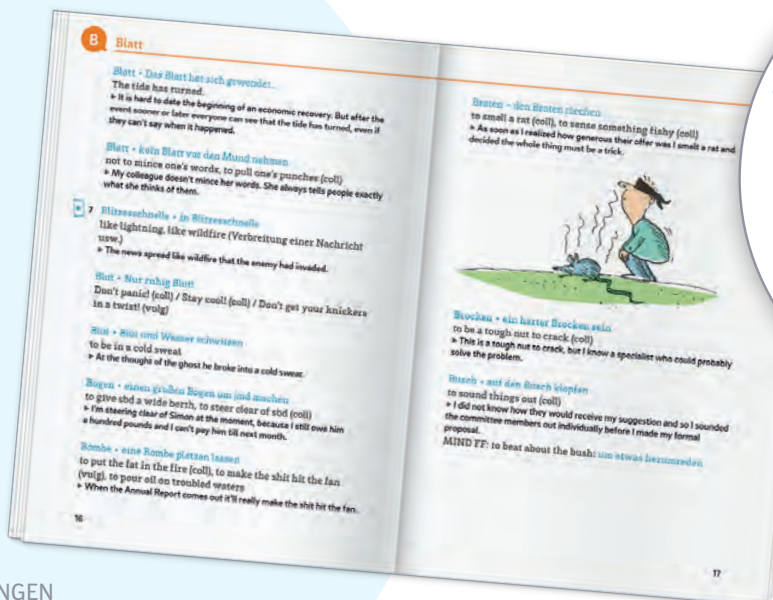 B Blatt
Blatt • Das Blatt hat sich gewendet.
The tide has turned.
▸ It is hard to date the beginning of an economic recovery. But after the
event sooner or later everyone can see that the tide has turned, even if
they can't say when it happened.
Blatt • kein Blatt vor den Mund nehmen
not to mince one's words, to pull one's punches (coll)
▸ My colleague doesn't mince her words. She always tells people exactly
what she thinks of them.
7 Blitzesschnelle • in Blitzesschnelle
like lightning, like wildfire (Verbreitung einer Nachricht
usw.)
▸ The news spread like wildfire that the enemy had invaded.
Blut • Nur ruhig Blut!
Don't panic! (coll) / Stay cool! (coll) / Don't get your knickers
in a twist! (vulg)
Blut • Blut und Wasser schwitzen
to be in a cold sweat
▸ At the thought of the ghost he broke into a cold sweat.
Bogen • einen großen Bogen um jmd machen
to give sbd a wide berth, to steer clear of sbd (coll)
▸ I'm steering clear of Simon at the moment, because I still owe him
a hundred pounds and I can't pay him till next month.
Bombe • eine Bombe platzen lassen
to put the fat in the fire (coll), to make the shit hit the fan
(vulg), to pour oil on troubled waters
▸ When the Annual Report comes out it'll really make the shit hit the fan.
16
Braten • den Braten riechen
to smell a rat (coll), to sense something fishy (coll)
▸ As soon as I realized how generous their offer was I smelt a rat and
decided the whole thing must be a trick.
Brocken • ein harter Brocken sein
to be a tough nut to crack (coll)
▸ This is a tough nut to crack, but I know a specialist who could probably
solve the problem.
Busch • auf den Busch klopfen
to sound things out (coll)
▸ I did not know how they would receive my suggestion and so I sounded
the committee members out individually before I made my formal
proposal.
MIND FF: to beat about the bush: um etwas herumreden
17
NGEN